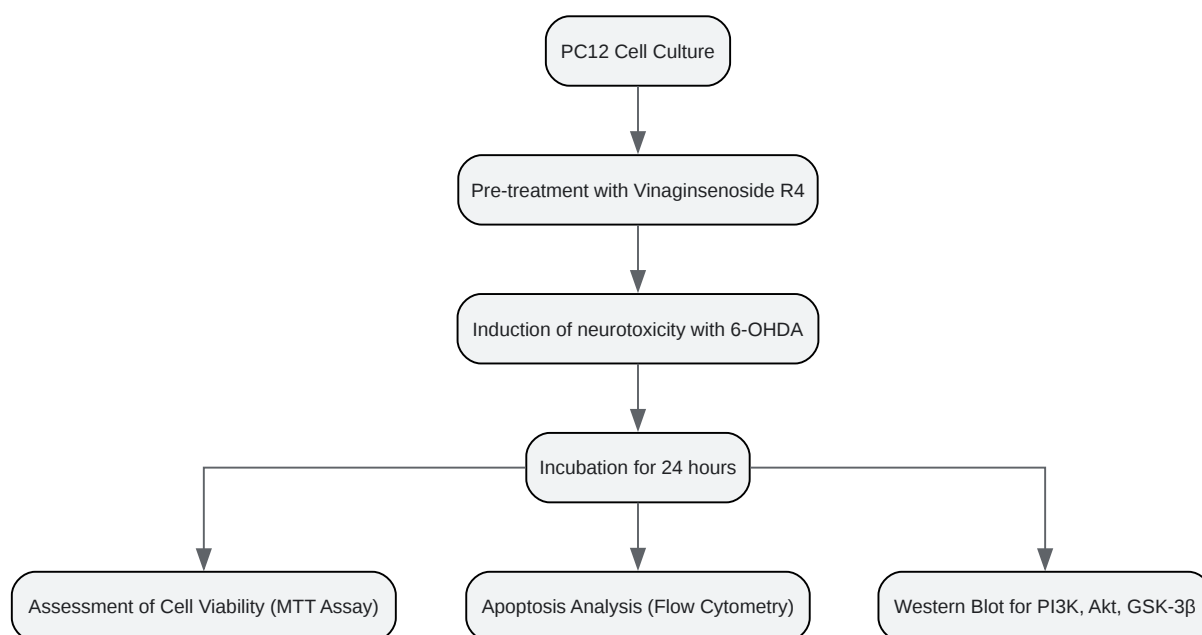 PC12 Cell Culture
Pre-treatment with Vinaginsenoside R4
Induction of neurotoxicity with 6-OHDA
Incubation for 24 hours
Assessment of Cell Viability (MTT Assay)
Apoptosis Analysis (Flow Cytometry)
Western Blot for PI3K, Akt, GSK-3β